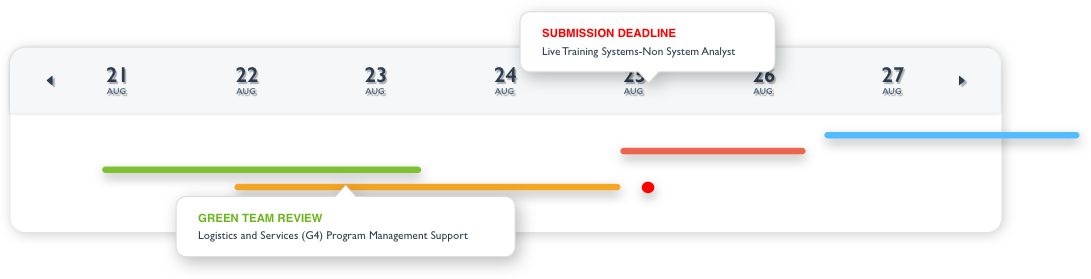 SUBMISSION DEADLINE
Live Training Systems-Non System Analyst
21 22 23 24 25 26 27
AUG AUG AUG AUG AUG AUG AUG
GREEN TEAM REVIEW
Logistics and Services (G4) Program Management Support